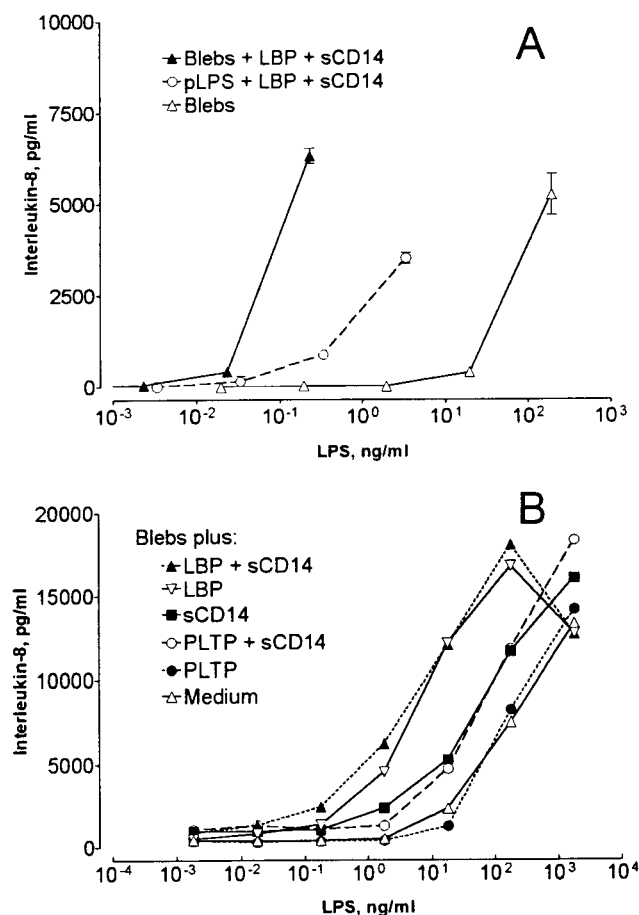 A
Blebs + LBP + sCD14
pLPS + LBP + sCD14
Blebs
Interleukin-8, pg/ml
10000
7500
5000
2500
0
10-3 10-2 10-1 100 101 102 103
LPS, ng/ml
B
Blebs plus:
LBP + sCD14
LBP
sCD14
PLTP + sCD14
PLTP
Medium
Interleukin-8, pg/ml
20000
15000
10000
5000
0
10-4 10-3 10-2 10-1 100 101 102 103 104
LPS, ng/ml